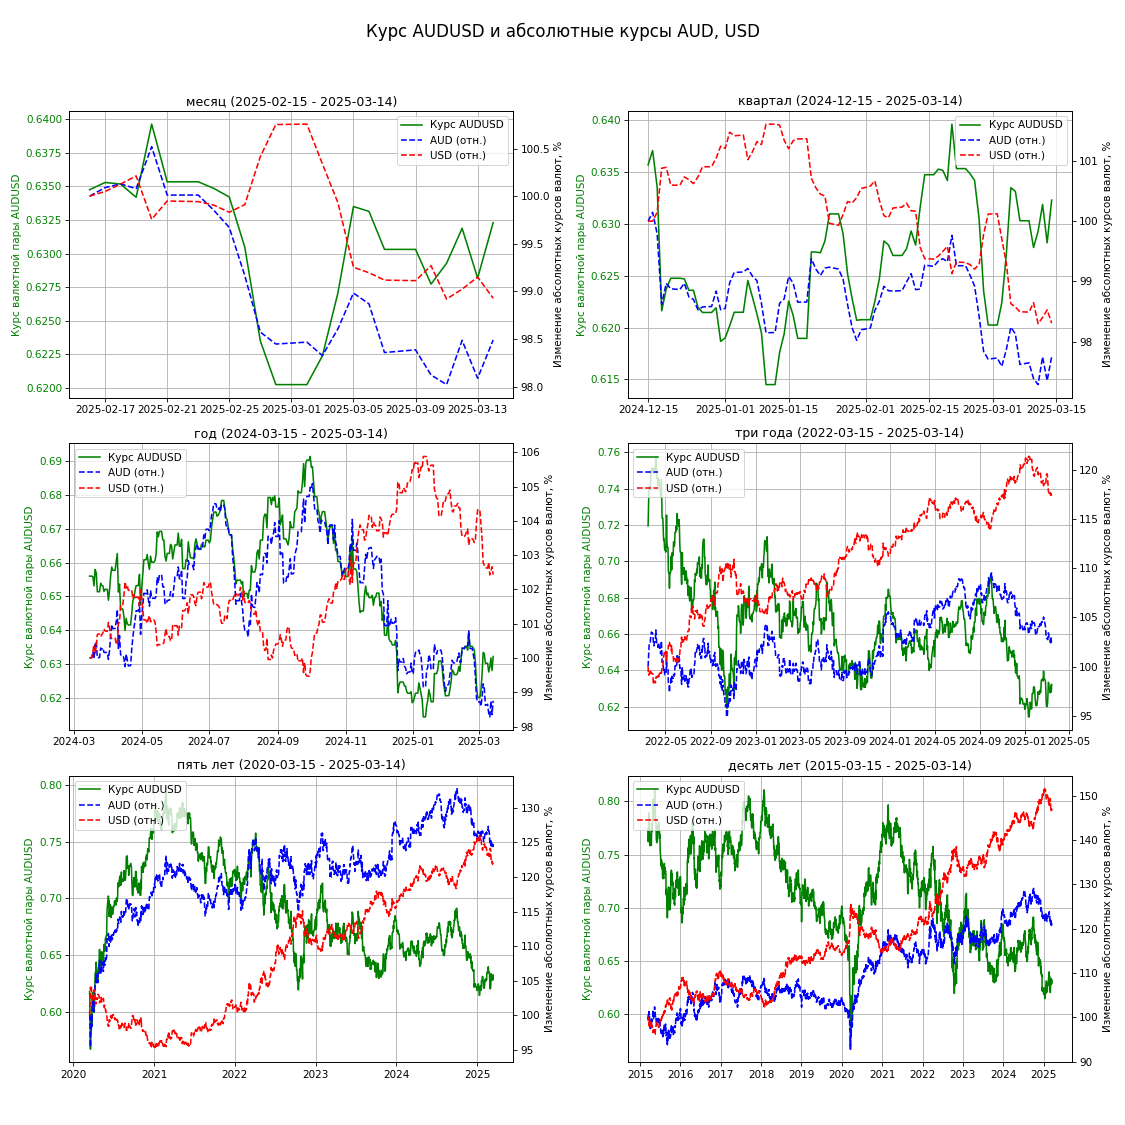 Курс AUDUSD и абсолютные курсы AUD, USD
месяц (2025-02-15 - 2025-03-14)
Курс валютной пары AUDUSD
0.6400
0.6375
0.6350
0.6325
0.6300
0.6275
0.6250
0.6225
0.6200
Курс AUDUSD
AUD (отн.)
USD (отн.)
100.5
100.0
99.5
99.0
98.5
98.0
Изменение абсолютных курсов валют, %
2025-02-17 2025-02-21 2025-02-25 2025-03-01 2025-03-05 2025-03-09 2025-03-13
квартал (2024-12-15 - 2025-03-14)
Курс валютной пары AUDUSD
0.640
0.635
0.630
0.625
0.620
0.615
Курс AUDUSD
AUD (отн.)
USD (отн.)
101
100
99
98
Изменение абсолютных курсов валют, %
2024-12-15 2025-01-01 2025-01-15 2025-02-01 2025-02-15 2025-03-01 2025-03-15
год (2024-03-15 - 2025-03-14)
Курс валютной пары AUDUSD
0.69
0.68
0.67
0.66
0.65
0.64
0.63
0.62
Курс AUDUSD
AUD (отн.)
USD (отн.)
106
105
104
103
102
101
100
99
98
Изменение абсолютных курсов валют, %
2024-03 2024-05 2024-07 2024-09 2024-11 2025-01 2025-03
три года (2022-03-15 - 2025-03-14)
Курс валютной пары AUDUSD
0.76
0.74
0.72
0.70
0.68
0.66
0.64
0.62
Курс AUDUSD
AUD (отн.)
USD (отн.)
120
115
110
105
100
95
Изменение абсолютных курсов валют, %
2022-05 2022-09 2023-01 2023-05 2023-09 2024-01 2024-05 2024-09 2025-01 2025-05
пять лет (2020-03-15 - 2025-03-14)
Курс валютной пары AUDUSD
0.80
0.75
0.70
0.65
0.60
Курс AUDUSD
AUD (отн.)
USD (отн.)
130
125
120
115
110
105
100
95
Изменение абсолютных курсов валют, %
2020 2021 2022 2023 2024 2025
десять лет (2015-03-15 - 2025-03-14)
Курс валютной пары AUDUSD
0.80
0.75
0.70
0.65
0.60
Курс AUDUSD
AUD (отн.)
USD (отн.)
150
140
130
120
110
100
90
Изменение абсолютных курсов валют, %
2015 2016 2017 2018 2019 2020 2021 2022 2023 2024 2025